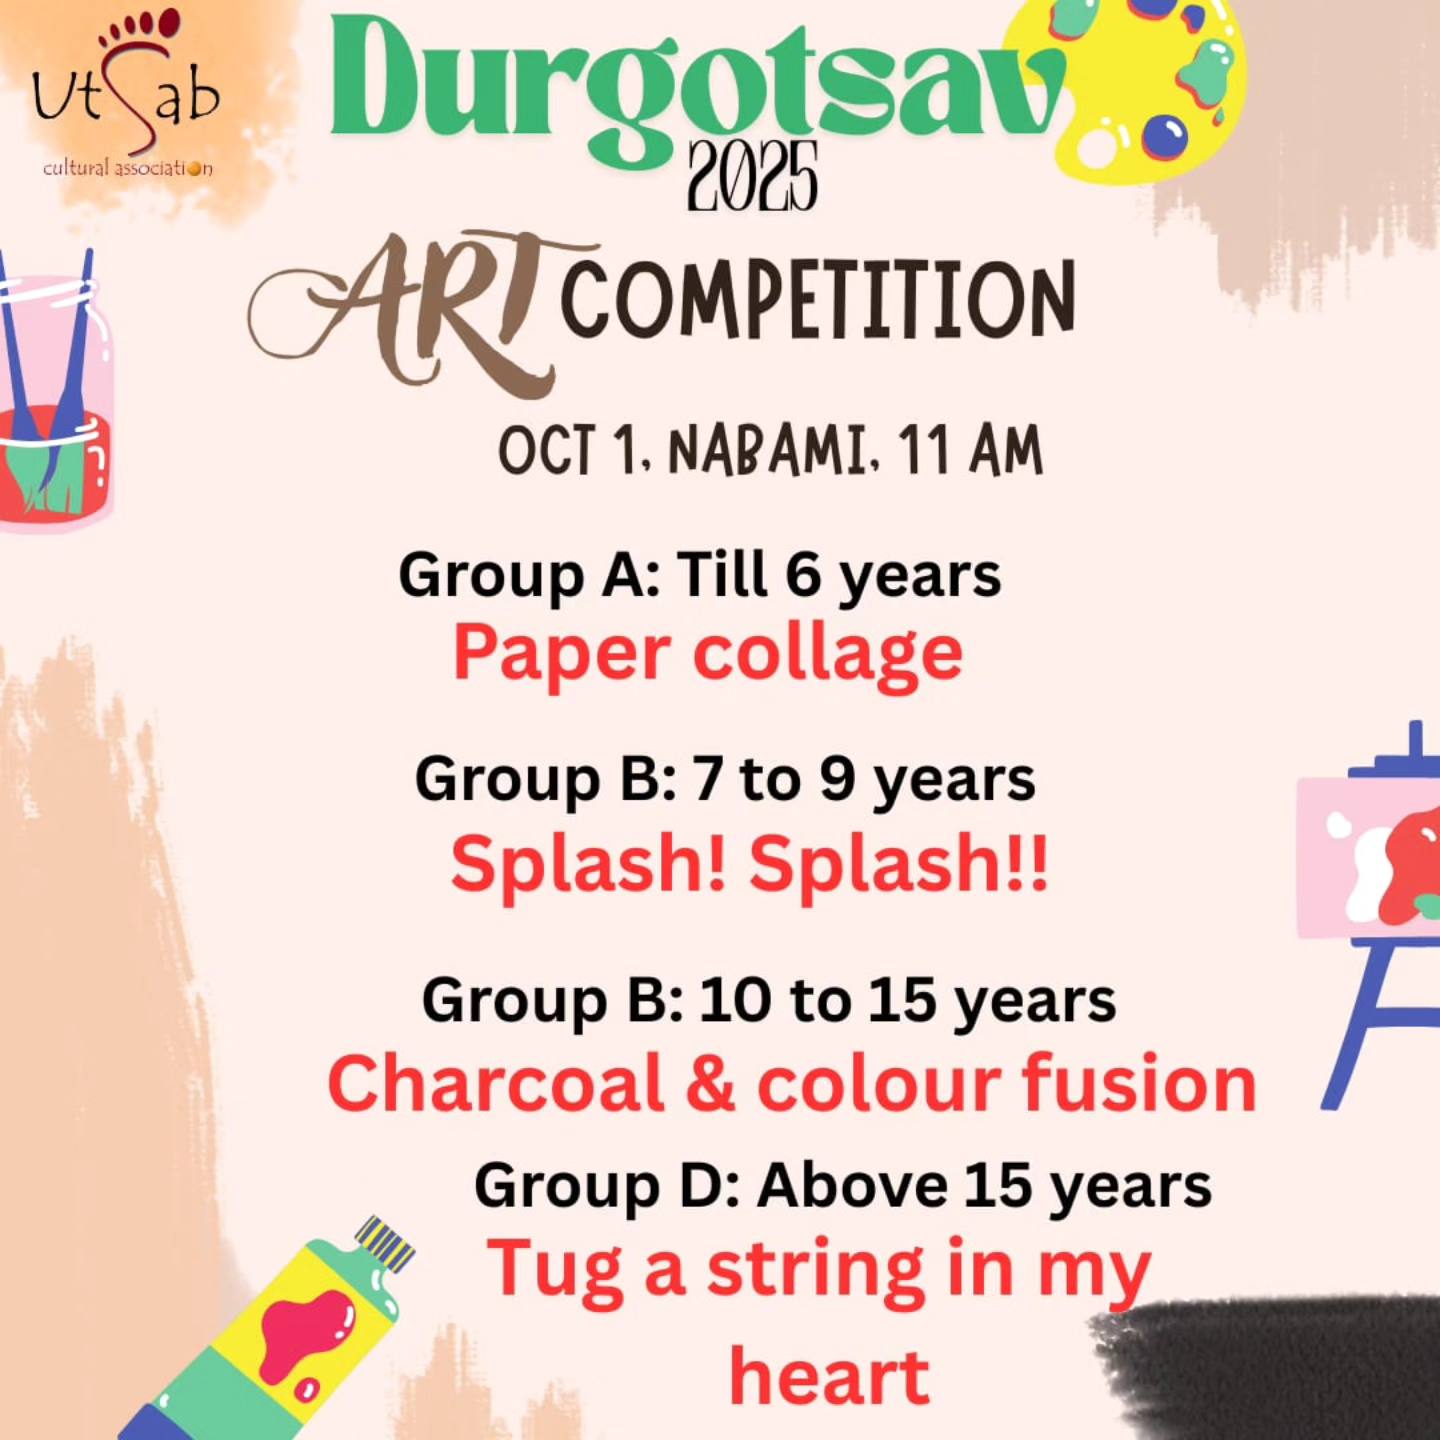 UtSab
cultural association
Durgotsav
2025
ART COMPETITION
OCT 1, NABAMI, 11 AM
Group A: Till 6 years
Paper collage
Group B: 7 to 9 years
Splash! Splash!!
Group B: 10 to 15 years
Charcoal & colour fusion
Group D: Above 15 years
Tug a string in my
heart